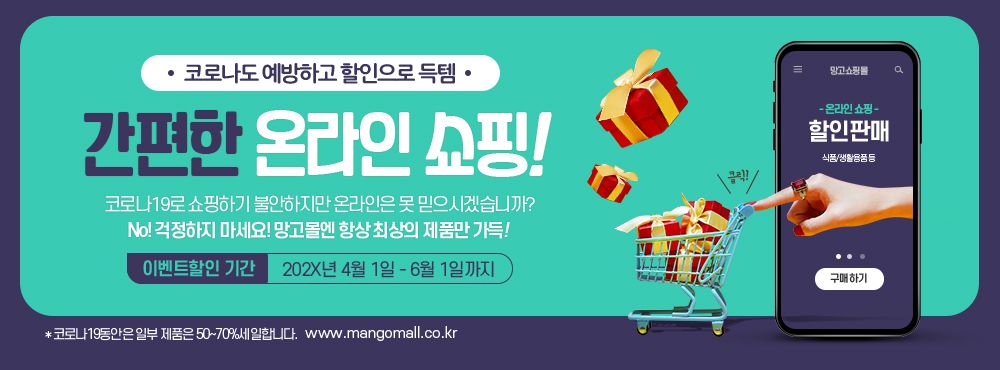 • 코로나도 예방하고 할인으로 득템 •
간편한 온라인 쇼핑!
코로나19로 쇼핑하기 불안하지만 온라인은 못 믿으시겠습니까?
No! 걱정하지 마세요! 망고몰엔 항상 최상의 제품만 가득!
이벤트할인 기간 202X년 4월 1일 - 6월 1일까지
* 코로나19동안은 일부 제품은 50~70%세일합니다. www.mangomall.co.kr
클릭!
망고쇼핑몰
- 온라인 쇼핑 -
할인판매
식품/생활용품 등
구매하기